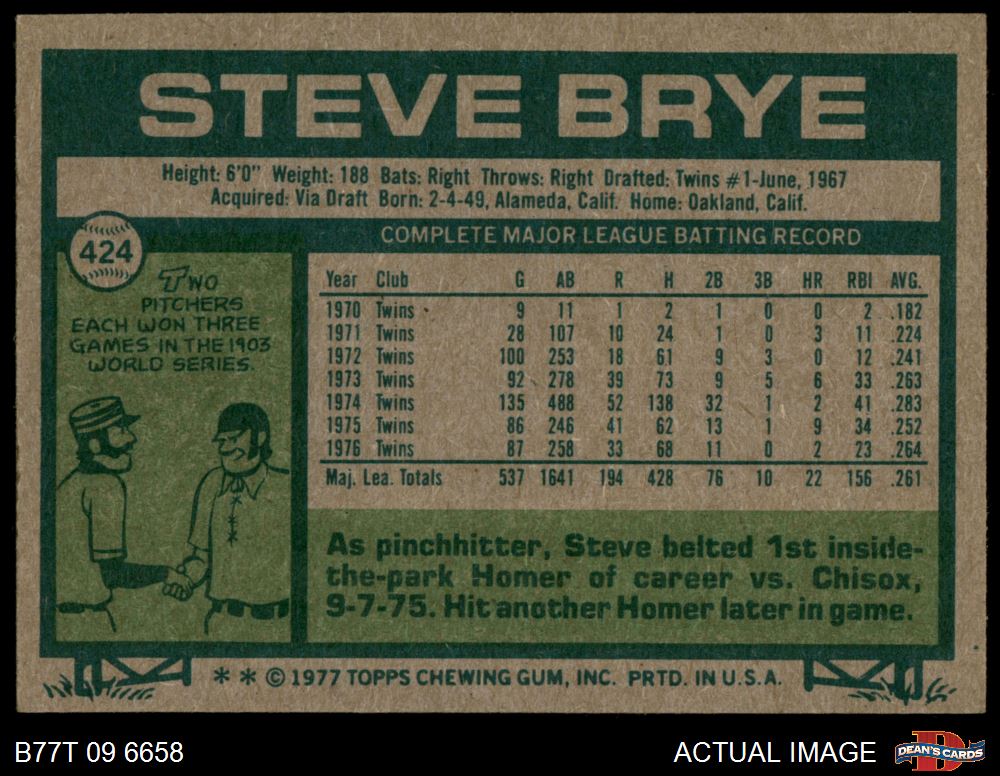 STEVE BRYE
Height: 6'0" Weight: 188 Bats: Right Throws: Right Drafted: Twins #1-June, 1967
Acquired: Via Draft Born: 2-4-49, Alameda, Calif. Home: Oakland, Calif.
424
TWO
PITCHERS
EACH WON THREE
GAMES IN THE 1903
WORLD SERIES.
COMPLETE MAJOR LEAGUE BATTING RECORD
Year Club G AB R H 2B 3B HR RBI AVG.
1970 Twins 9 11 1 2 1 0 0 2 .182
1971 Twins 28 107 10 24 1 0 3 11 .224
1972 Twins 100 253 18 61 9 3 0 12 .241
1973 Twins 92 278 39 73 9 5 6 33 .263
1974 Twins 135 488 52 138 32 1 2 41 .283
1975 Twins 86 246 41 62 13 1 9 34 .252
1976 Twins 87 258 33 68 11 0 2 23 .264
Maj. Lea. Totals 537 1641 194 428 76 10 22 156 .261
As pinchhitter, Steve belted 1st inside-
the-park Homer of career vs. Chisox,
9-7-75. Hit another Homer later in game.
* * © 1977 TOPPS CHEWING GUM, INC. PRTD. IN U.S.A.
B77T 09 6658
ACTUAL IMAGE
D
DEAN'S CARDS